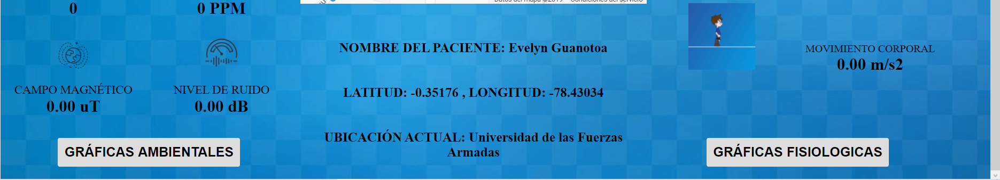 0
0 PPM
Datos del mapa ©2019
Condiciones del servicio
CAMPO MAGNÉTICO
0.00 uT
NIVEL DE RUIDO
0.00 dB
GRÁFICAS AMBIENTALES
NOMBRE DEL PACIENTE: Evelyn Guanotoa
LATITUD: -0.35176 , LONGITUD: -78.43034
UBICACIÓN ACTUAL: Universidad de las Fuerzas
Armadas
MOVIMIENTO CORPORAL
0.00 m/s2
GRÁFICAS FISIOLOGICAS